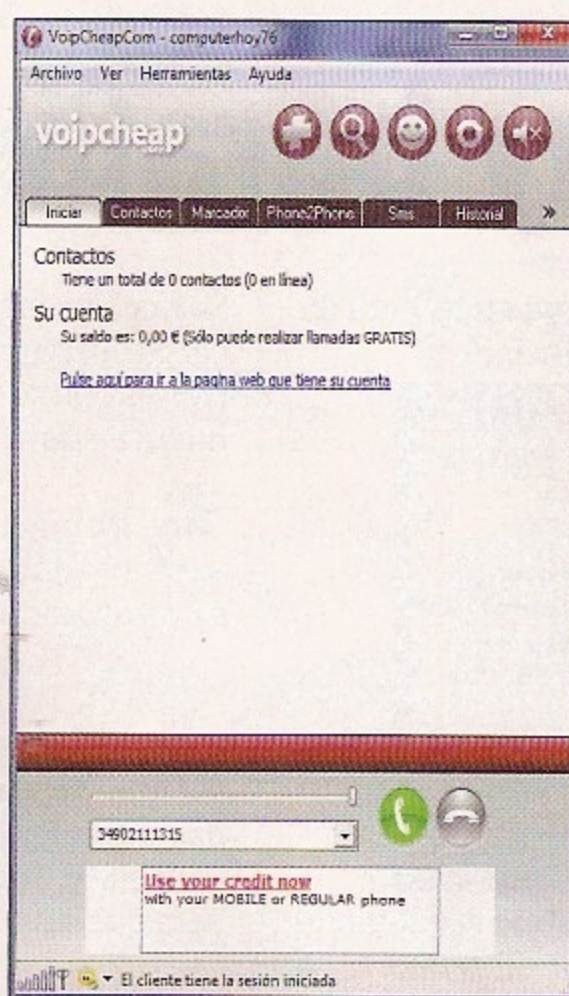 VoipCheapCom - computerhoy76
Archivo Ver Herramientas Ayuda
voipcheap
.com
Iniciar Contactos Marcador Phone2Phone Sms Historial »
Contactos
Tiene un total de 0 contactos (0 en línea)
Su cuenta
Su saldo es: 0,00 € (Sólo puede realizar llamadas GRATIS)
Pulse aquí para ir a la pagina web que tiene su cuenta
34902111315
Use your credit now
with your MOBILE or REGULAR phone
El cliente tiene la sesión iniciada